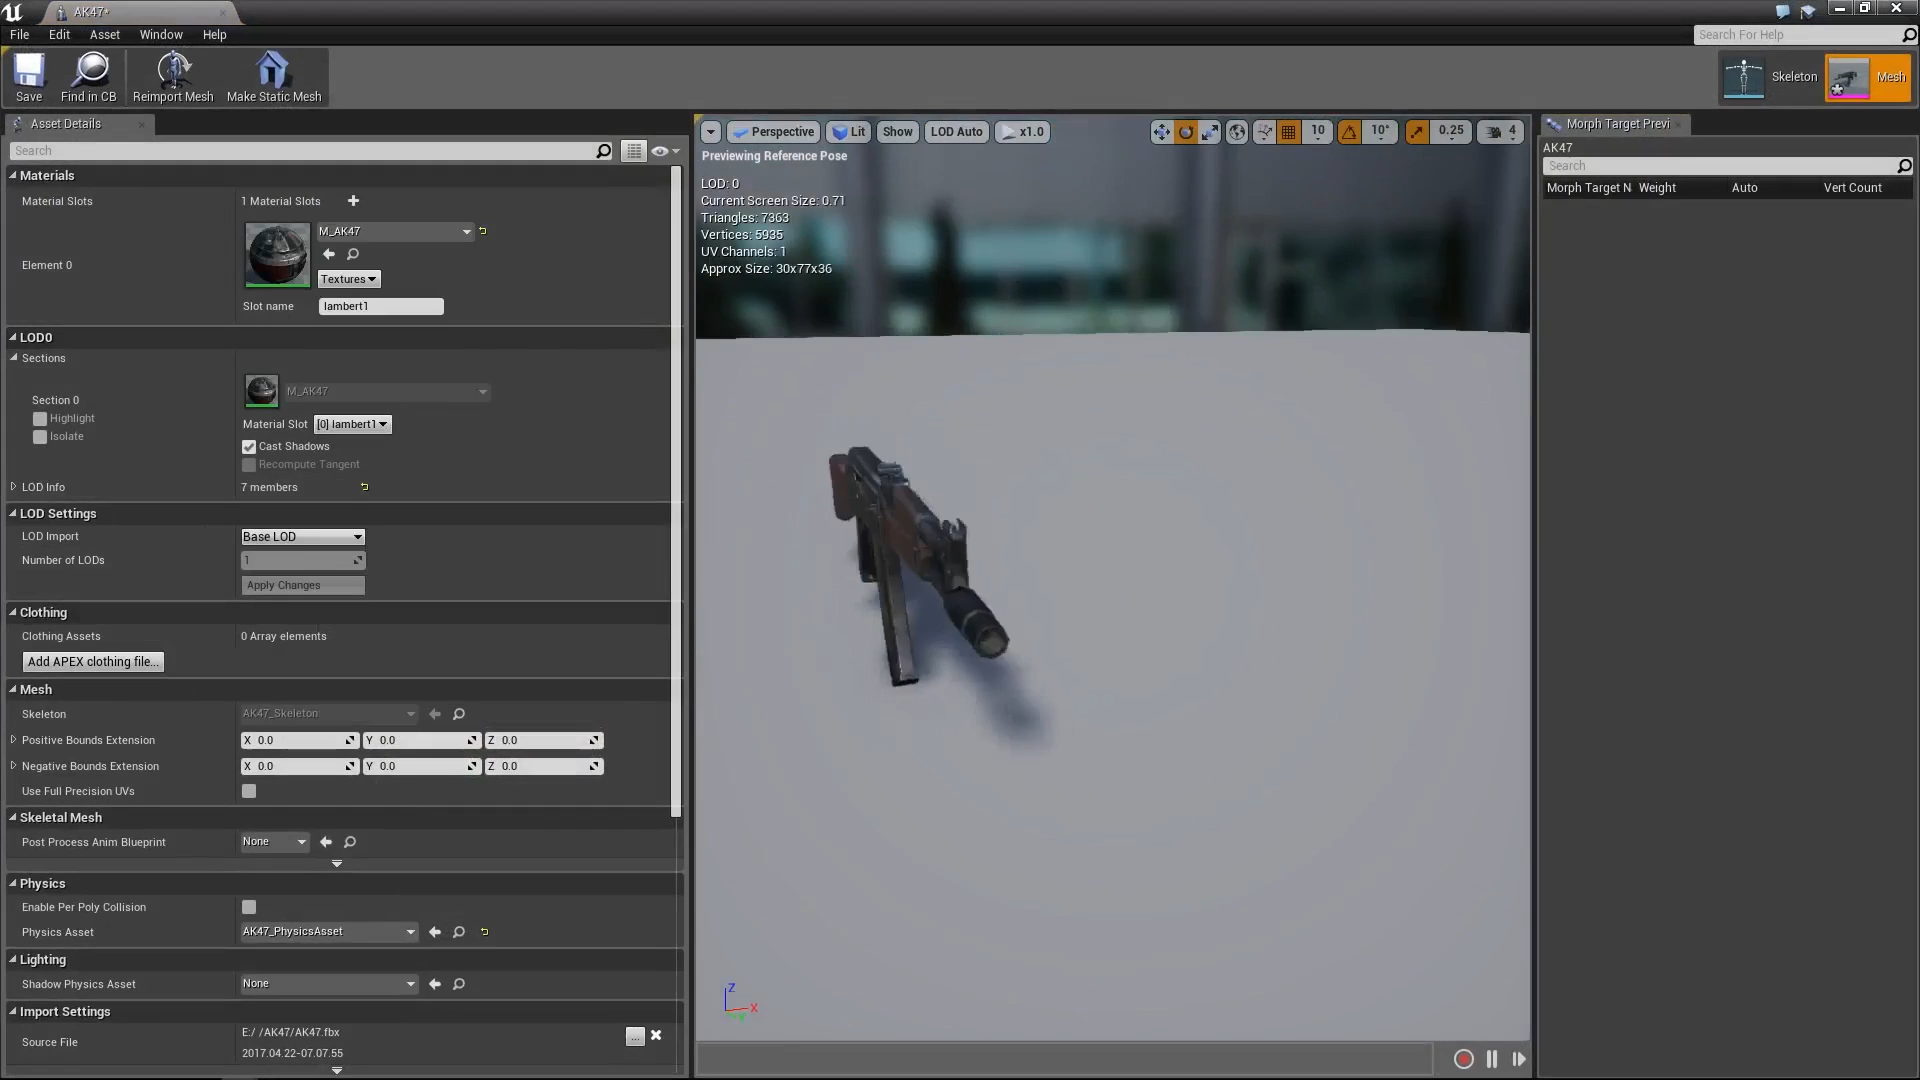 AK47*
File Edit Asset Window Help
Search For Help
Save Find in CB Reimport Mesh Make Static Mesh
Skeleton Mesh
Asset Details
Search
Materials
Material Slots 1 Material Slots
Element 0
M_AK47
Textures
Slot name lambert1
LOD0
Sections
Section 0
Highlight
Isolate
M_AK47
Material Slot [0] lambert1
Cast Shadows
Recompute Tangent
LOD Info 7 members
LOD Settings
LOD Import Base LOD
Number of LODs 1
Apply Changes
Clothing
Clothing Assets 0 Array elements
Add APEX clothing file...
Mesh
Skeleton AK47_Skeleton
Positive Bounds Extension X 0.0 Y 0.0 Z 0.0
Negative Bounds Extension X 0.0 Y 0.0 Z 0.0
Use Full Precision UVs
Skeletal Mesh
Post Process Anim Blueprint None
Physics
Enable Per Poly Collision
Physics Asset AK47_PhysicsAsset
Lighting
Shadow Physics Asset None
Import Settings
Source File
E:/ /AK47/AK47.fbx
2017.04.22-07.07.55
...
Perspective Lit Show LOD Auto x1.0 10 10° 0.25 4
Previewing Reference Pose
LOD: 0
Current Screen Size: 0.71
Triangles: 7363
Vertices: 5935
UV Channels: 1
Approx Size: 30x77x36
Z
X
Y
Morph Target Previ
AK47
Search
Morph Target N Weight Auto Vert Count